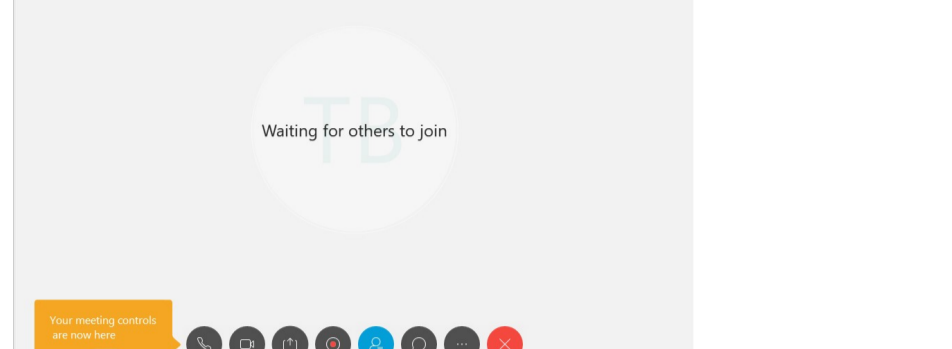 TB
Waiting for others to join
Your meeting controls
are now here